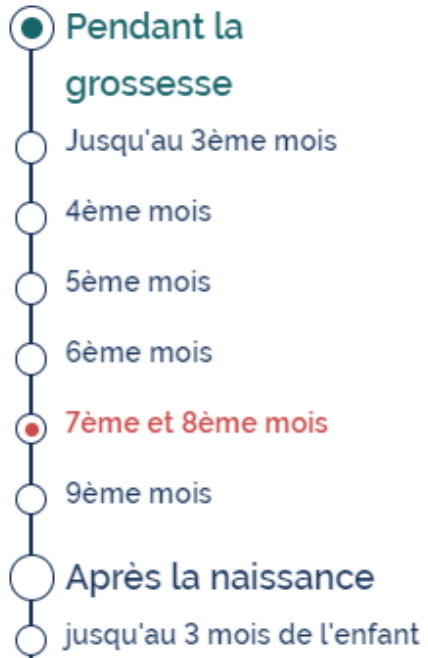 Pendant la
grossesse
Jusqu'au 3ème mois
4ème mois
5ème mois
6ème mois
7ème et 8ème mois
9ème mois
Après la naissance
jusqu'au 3 mois de l'enfant